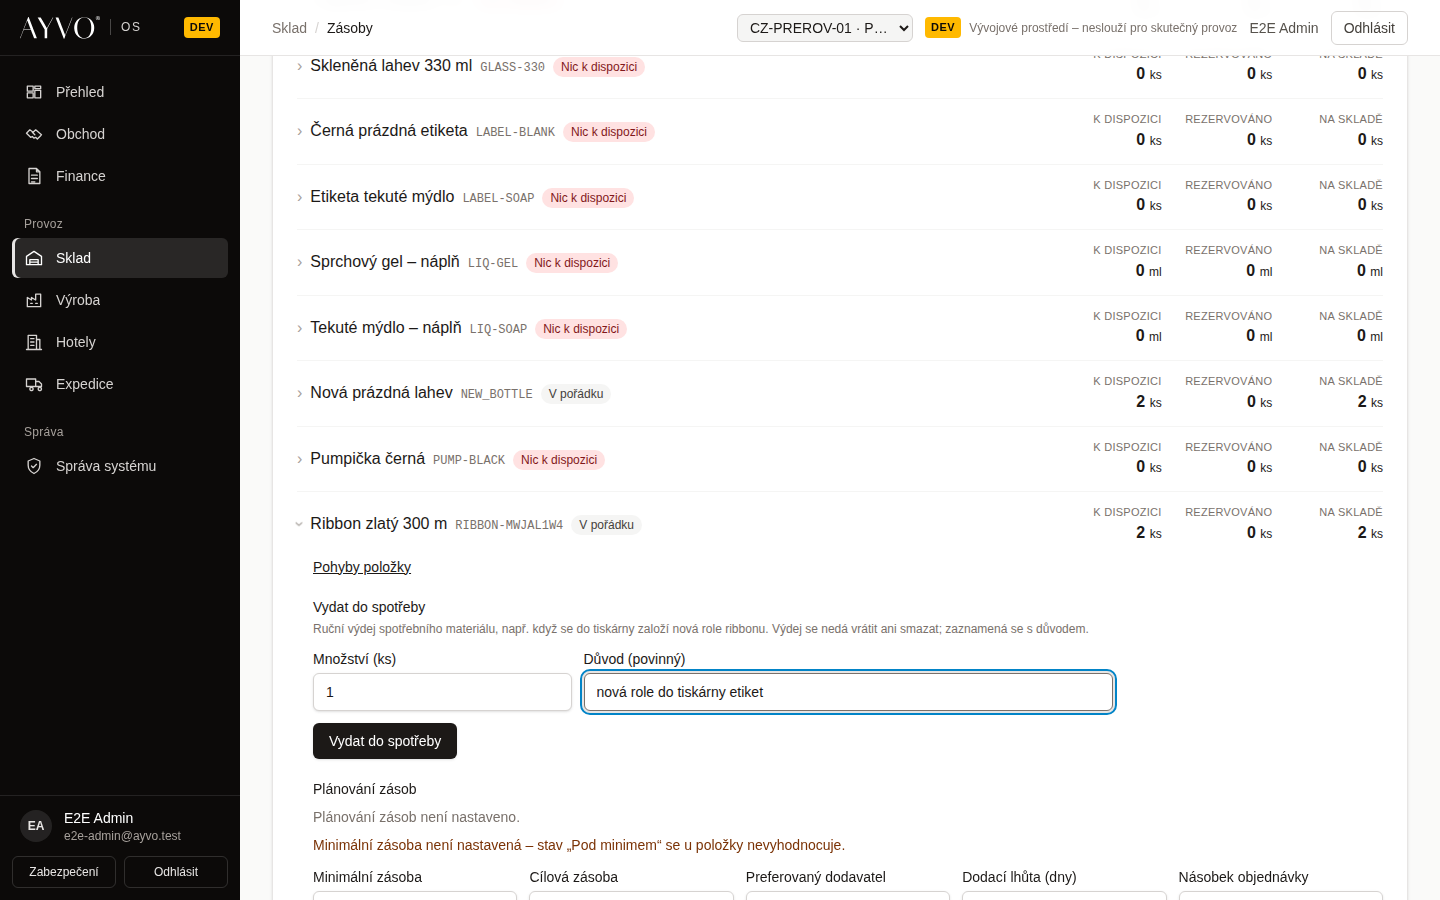 AYVO® OS DEV
Sklad / Zásoby
CZ-PREROV-01 · P…
DEV Vývojové prostředí – neslouží pro skutečný provoz
E2E Admin
Odhlásit
Přehled
Obchod
Finance
Provoz
Sklad
Výroba
Hotely
Expedice
Správa
Správa systému
EA
E2E Admin
e2e-admin@ayvo.test
Zabezpečení
Odhlásit
K DISPOZICI REZERVOVÁNO NA SKLADĚ
Skleněná lahev 330 ml GLASS-330 Nic k dispozici
0 ks 0 ks 0 ks
K DISPOZICI REZERVOVÁNO NA SKLADĚ
Černá prázdná etiketa LABEL-BLANK Nic k dispozici
0 ks 0 ks 0 ks
K DISPOZICI REZERVOVÁNO NA SKLADĚ
Etiketa tekuté mýdlo LABEL-SOAP Nic k dispozici
0 ks 0 ks 0 ks
K DISPOZICI REZERVOVÁNO NA SKLADĚ
Sprchový gel – náplň LIQ-GEL Nic k dispozici
0 ml 0 ml 0 ml
K DISPOZICI REZERVOVÁNO NA SKLADĚ
Tekuté mýdlo – náplň LIQ-SOAP Nic k dispozici
0 ml 0 ml 0 ml
K DISPOZICI REZERVOVÁNO NA SKLADĚ
Nová prázdná lahev NEW_BOTTLE V pořádku
2 ks 0 ks 2 ks
K DISPOZICI REZERVOVÁNO NA SKLADĚ
Pumpička černá PUMP-BLACK Nic k dispozici
0 ks 0 ks 0 ks
K DISPOZICI REZERVOVÁNO NA SKLADĚ
Ribbon zlatý 300 m RIBBON-MWJAL1W4 V pořádku
2 ks 0 ks 2 ks
Pohyby položky
Vydat do spotřeby
Ruční výdej spotřebního materiálu, např. když se do tiskárny založí nová role ribbonu. Výdej se nedá vrátit ani smazat; zaznamená se s důvodem.
Množství (ks) Důvod (povinný)
1 nová role do tiskárny etiket
Vydat do spotřeby
Plánování zásob
Plánování zásob není nastaveno.
Minimální zásoba není nastavená – stav „Pod minimem“ se u položky nevyhodnocuje.
Minimální zásoba Cílová zásoba Preferovaný dodavatel Dodací lhůta (dny) Násobek objednávky